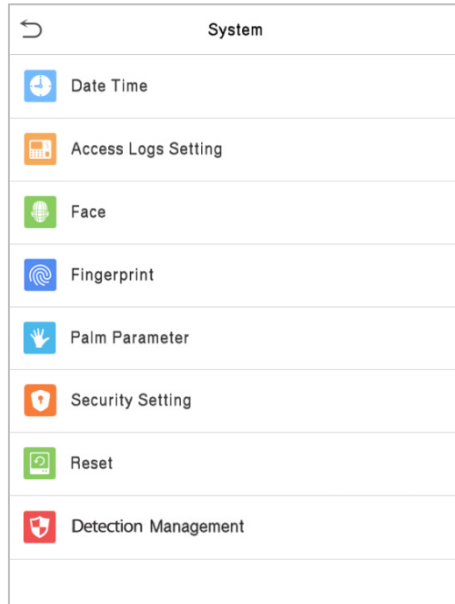 System
Date Time
Access Logs Setting
Face
Fingerprint
Palm Parameter
Security Setting
Reset
Detection Management